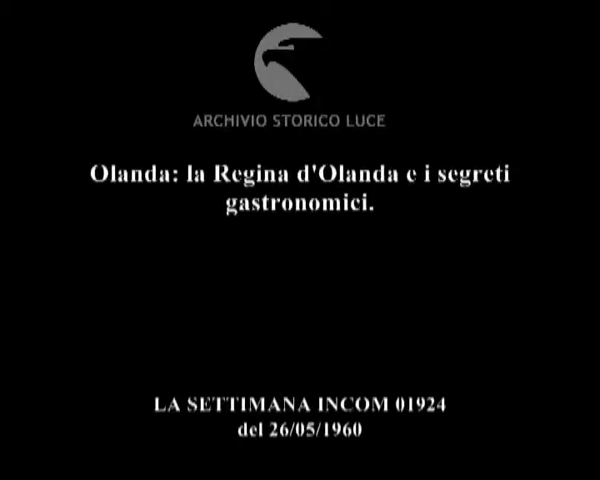 ARCHIVIO STORICO LUCE
Olanda: la Regina d'Olanda e i segreti
gastronomici.
LA SETTIMANA INCOM 01924
del 26/05/1960